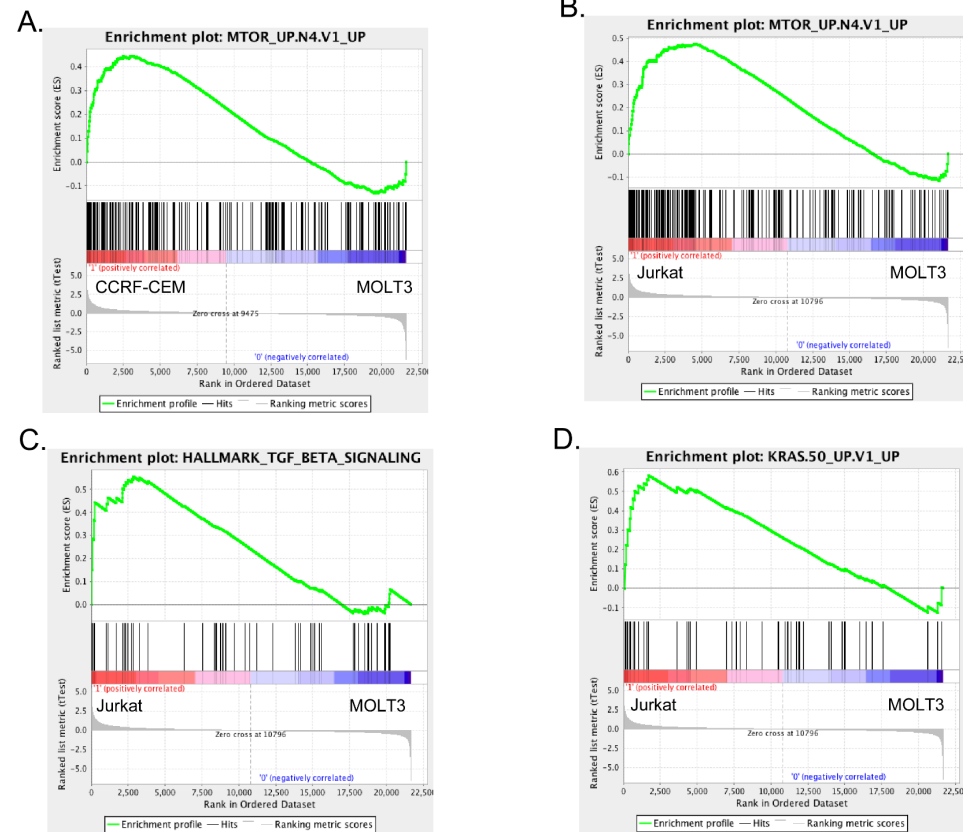 A.
Enrichment plot: MTOR_UP.N4.V1_UP
Enrichment score (ES)
0.4
0.3
0.2
0.1
0.0
-0.1
'1' (positively correlated)
CCRF-CEM MOLT3
Ranked list metric (tTest)
5.0
2.5
0.0
-2.5
-5.0
Zero cross at 9475
'0' (negatively correlated)
0 2,500 5,000 7,500 10,000 12,500 15,000 17,500 20,000 22,500
Rank in Ordered Dataset
Enrichment profile Hits Ranking metric scores
B.
Enrichment plot: MTOR_UP.N4.V1_UP
Enrichment score (ES)
0.5
0.4
0.3
0.2
0.1
0.0
-0.1
'1' (positively correlated)
Jurkat MOLT3
Ranked list metric (tTest)
5.0
2.5
0.0
-2.5
-5.0
Zero cross at 10796
'0' (negatively correlated)
0 2,500 5,000 7,500 10,000 12,500 15,000 17,500 20,000 22,500
Rank in Ordered Dataset
Enrichment profile Hits Ranking metric scores
C.
Enrichment plot: HALLMARK_TGF_BETA_SIGNALING
Enrichment score (ES)
0.5
0.4
0.3
0.2
0.1
0.0
'1' (positively correlated)
Jurkat MOLT3
Ranked list metric (tTest)
5.0
2.5
0.0
-2.5
-5.0
Zero cross at 10796
'0' (negatively correlated)
0 2,500 5,000 7,500 10,000 12,500 15,000 17,500 20,000
Rank in Ordered Dataset
Enrichment profile Hits Ranking metric scores
D.
Enrichment plot: KRAS.50_UP.V1_UP
Enrichment score (ES)
0.6
0.5
0.4
0.3
0.2
0.1
0.0
-0.1
'1' (positively correlated)
Jurkat MOLT3
Ranked list metric (tTest)
5.0
2.5
0.0
-2.5
-5.0
Zero cross at 10796
'0' (negatively correlated)
0 2,500 5,000 7,500 10,000 12,500 15,000 17,500 20,000
Rank in Ordered Dataset
Enrichment profile Hits Ranking metric scores